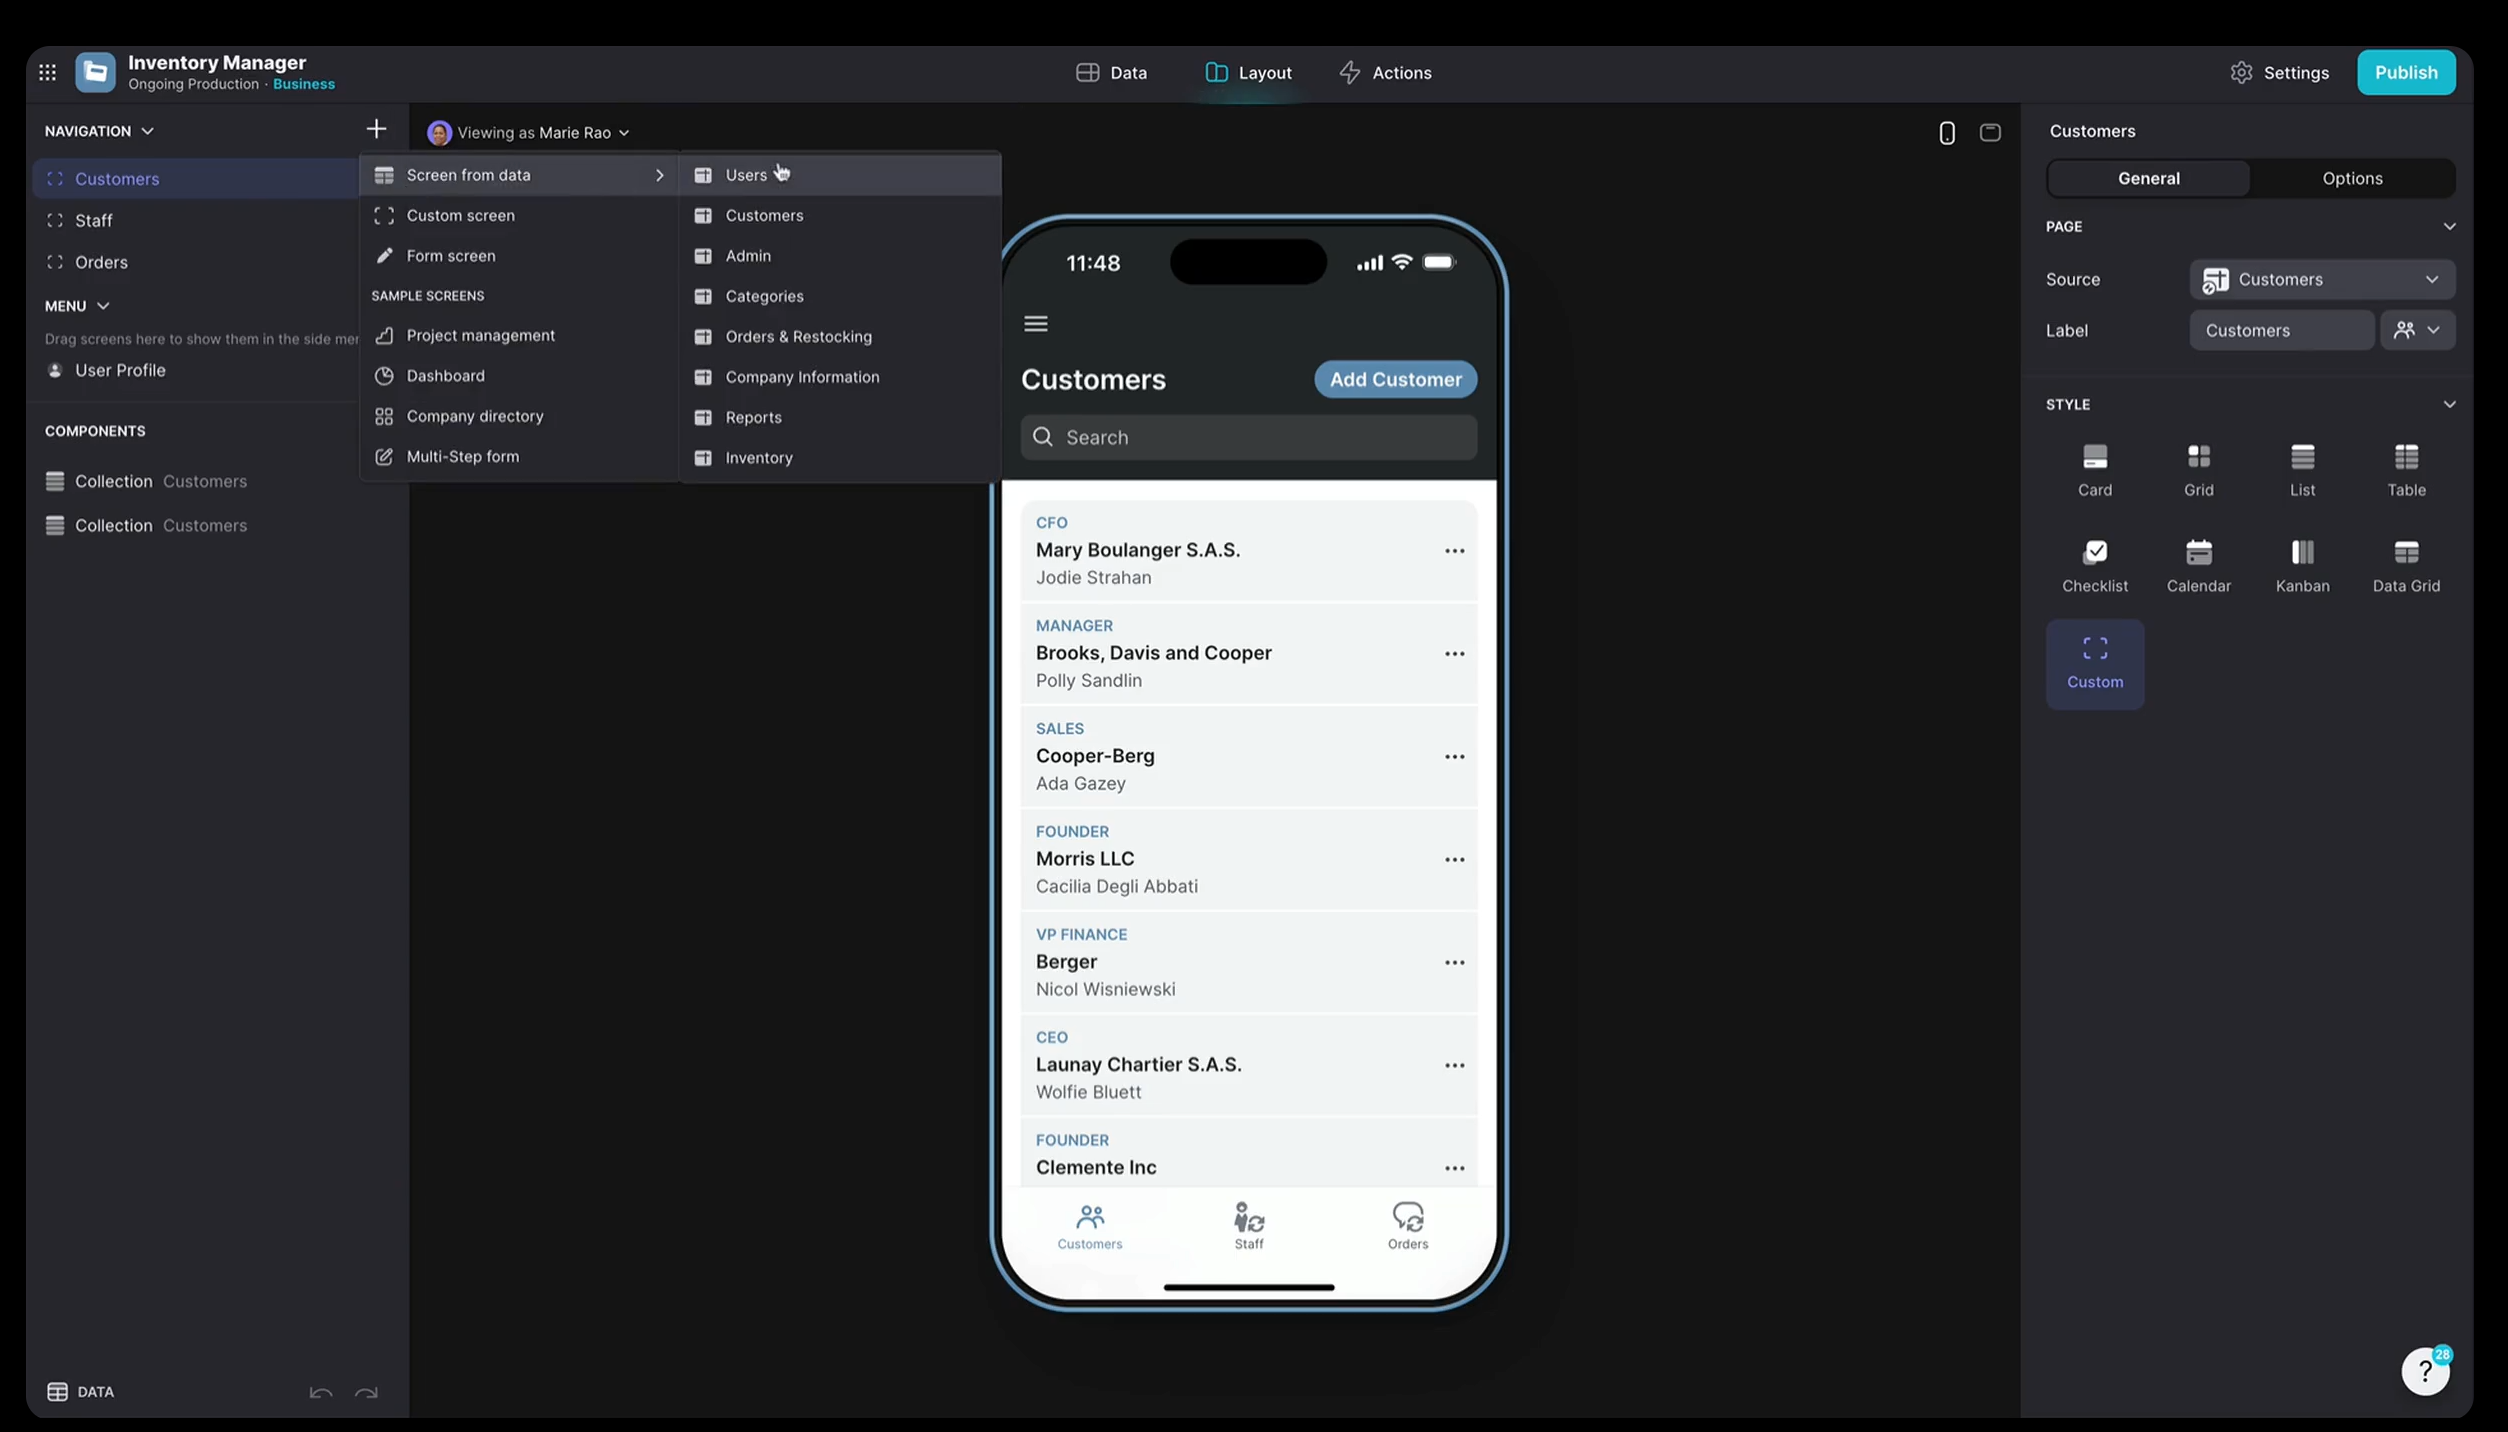 Inventory Manager
Ongoing Production · Business
Data
Layout
Actions
Settings
Publish
NAVIGATION
Customers
Staff
Orders
MENU
Drag screens here to show them in the side mer
User Profile
COMPONENTS
Collection Customers
Collection Customers
DATA
Viewing as Marie Rao
Screen from data
Custom screen
Form screen
SAMPLE SCREENS
Project management
Dashboard
Company directory
Multi-Step form
Users
Customers
Admin
Categories
Orders & Restocking
Company Information
Reports
Inventory
11:48
Customers
Add Customer
Search
CFO
Mary Boulanger S.A.S.
Jodie Strahan
MANAGER
Brooks, Davis and Cooper
Polly Sandlin
SALES
Cooper-Berg
Ada Gazey
FOUNDER
Morris LLC
Cacilia Degli Abbati
VP FINANCE
Berger
Nicol Wisniewski
CEO
Launay Chartier S.A.S.
Wolfie Bluett
FOUNDER
Clemente Inc
Customers
Staff
Orders
Customers
General
Options
PAGE
Source
Customers
Label
Customers
STYLE
Card
Grid
List
Table
Checklist
Calendar
Kanban
Data Grid
Custom
?
28